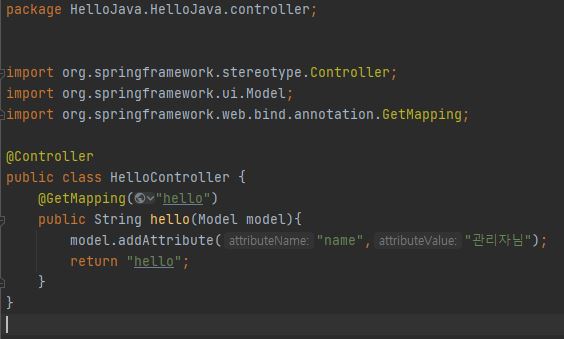 package HelloJava.HelloJava.controller;
import org.springframework.stereotype.Controller;
import org.springframework.ui.Model;
import org.springframework.web.bind.annotation.GetMapping;
@Controller
public class HelloController {
@GetMapping("hello")
public String hello(Model model){
model.addAttribute( attributeName: "name", attributeValue: "관리자님");
return "hello";
}
}